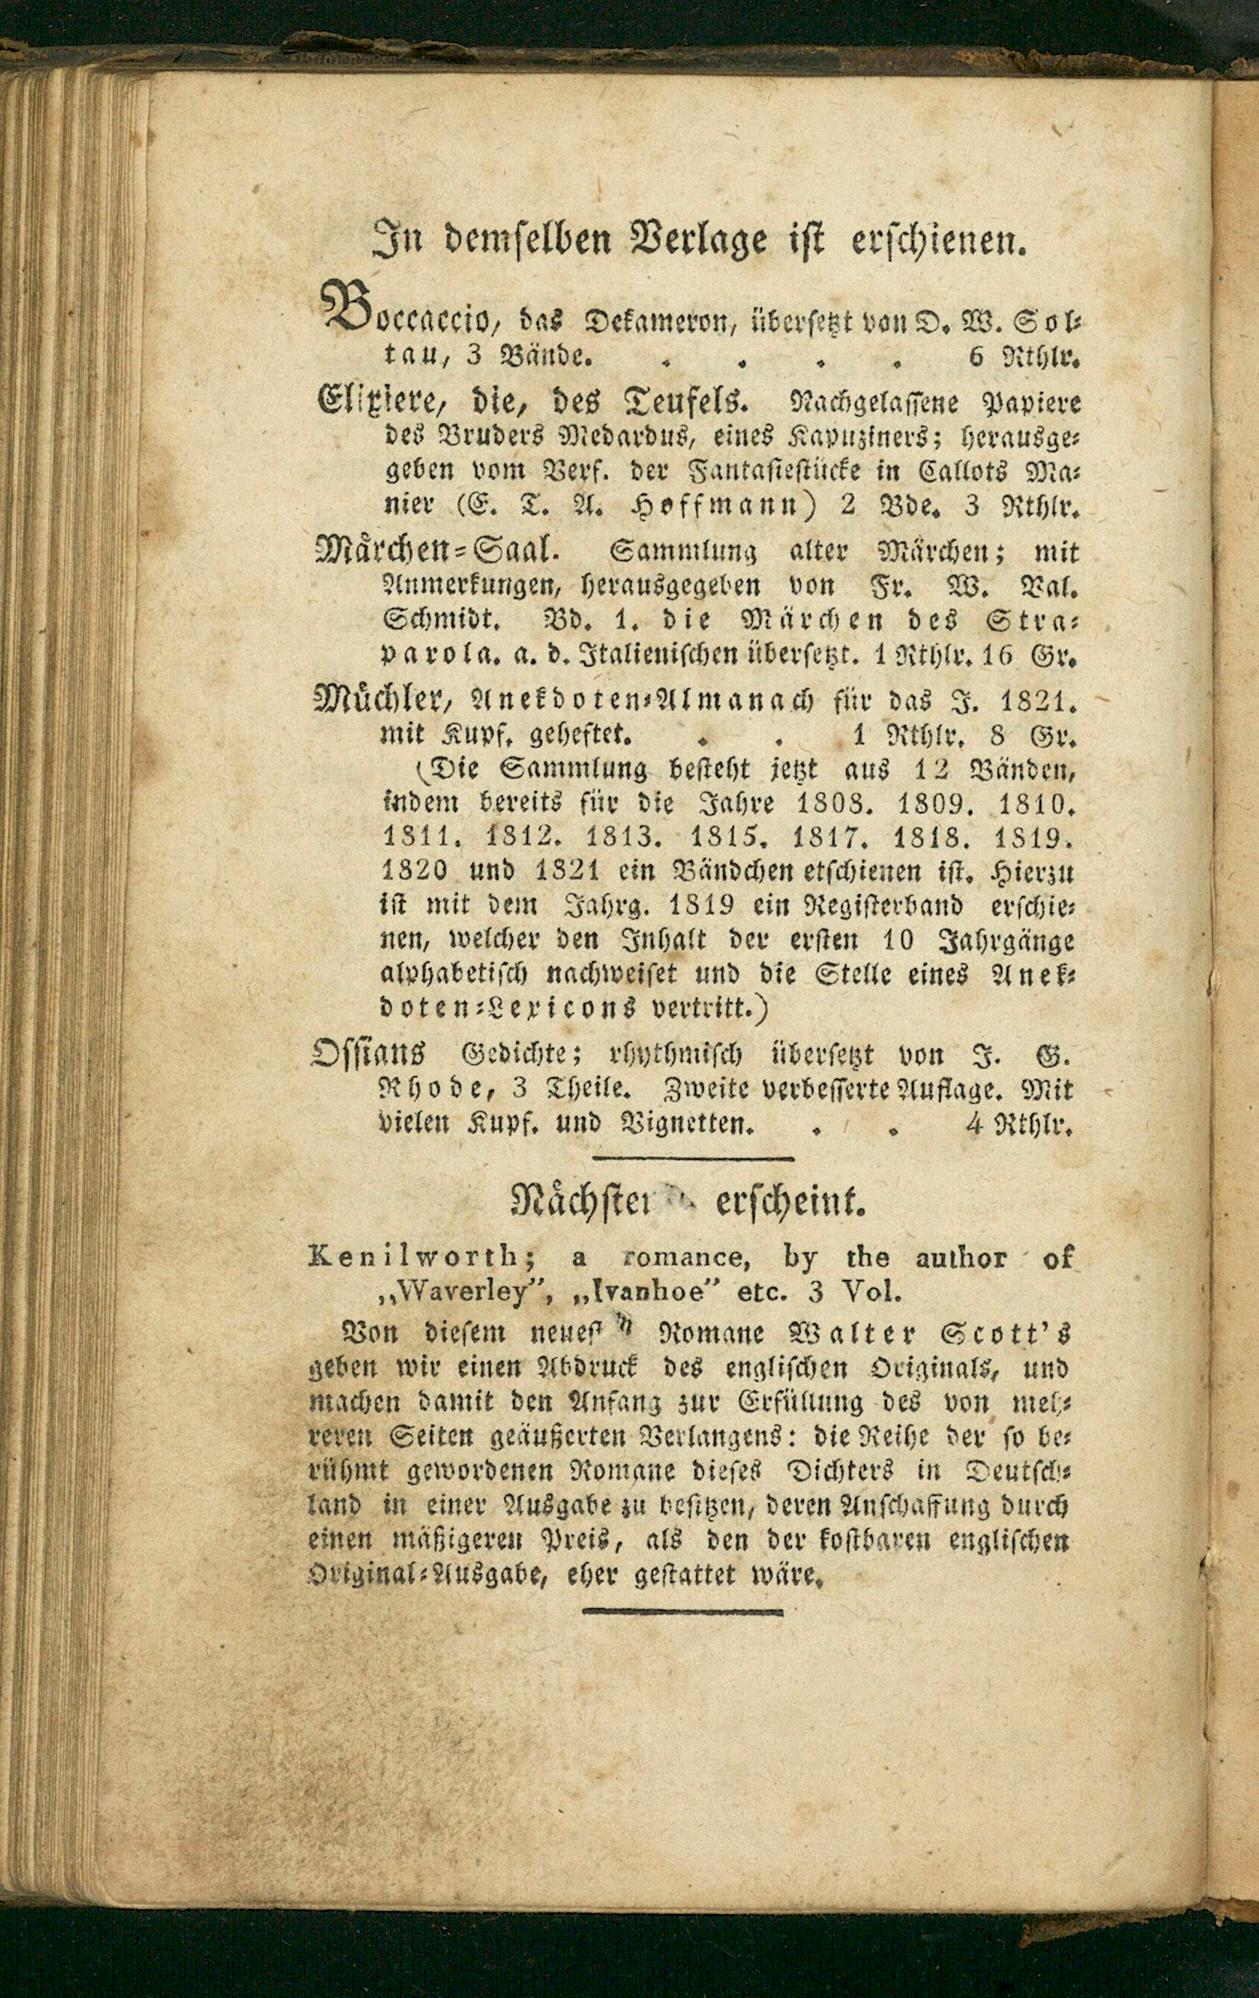 In demselben Verlage ist erschienen.
Boccaccio, das Dekameron, übersetzt von D. W. Sol-
tau, 3 Bände. . . . . 6 Rthlr.
Elixiere, die, des Teufels. Nachgelassene Papiere
des Bruders Medardus, eines Kapuziners; herausge-
geben vom Verf. der Fantasiestücke in Callots Ma-
nier (E. T. A. Hoffmann) 2 Bde. 3 Rthlr.
Mårchen-Saal. Sammlung alter Märchen; mit
Anmerkungen, herausgegeben von Fr. W. Val.
Schmidt. Bd. 1. die Märchen des Stra-
parola. a. d. Italienischen übersetzt. 1 Rthlr. 16 Gr.
Můchler, Anekdoten-Almanach für das J. 1821.
mit Kupf. geheftet. . . 1 Rthlr. 8 Gr.
(Die Sammlung besteht jetzt aus 12 Bänden,
indem bereits für die Jahre 1808. 1809. 1810.
1811. 1812. 1813. 1815. 1817. 1818. 1819.
1820 und 1821 ein Bändchen etschienen ist. Hierzu
ist mit dem Jahrg. 1819 ein Registerband erschie-
nen, welcher den Inhalt der ersten 10 Jahrgänge
alphabetisch nachweiset und die Stelle eines Anek-
doten-Lexicons vertritt.)
Ossians Gedichte; rhythmisch übersetzt von J. G.
Rhode, 3 Theile. Zweite verbesserte Auflage. Mit
vielen Kupf. und Vignetten. . . 4 Rthlr.
erscheint.
Kenilworth; a romance, by the author of
„Waverley”, „Ivanhoe” etc. 3 Vol.
Von diesem Romane Walter Scott's
geben wir einen Abdruck des englischen Originals, und
machen damit den Anfang zur Erfüllung des von meh-
reren Seiten geäußerten Verlangens: die Reihe der so be-
rühmt gewordenen Romane dieses Dichters in Deutsch-
land in einer Ausgabe zu besitzen, deren Anschaffung durch
einen mäßigeren Preis, als den der kostbaren englischen
Original-Ausgabe, eher gestattet wäre.